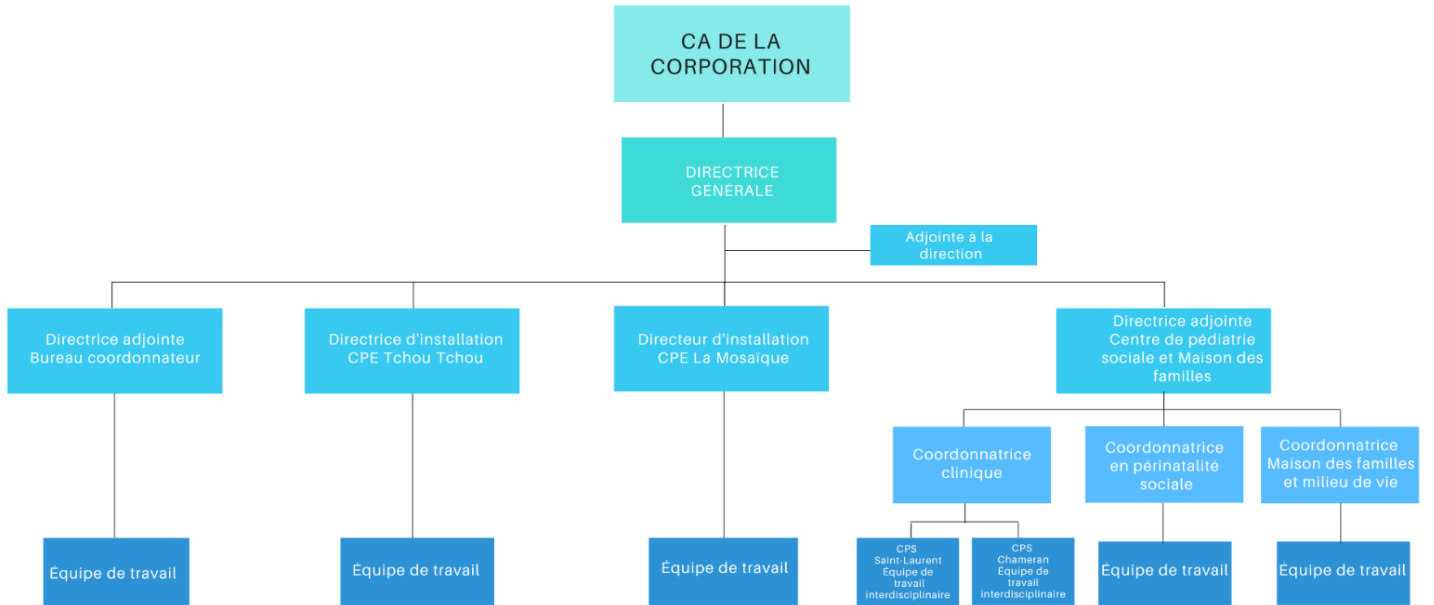 CA DE LA
CORPORATION
DIRECTRICE
GÉNÉRALE
Adjointe à la
direction
Directrice adjointe
Bureau coordonnateur
Directrice d'installation
CPE Tchou Tchou
Directeur d'installation
CPE La Mosaïque
Directrice adjointe
Centre de pédiatrie
sociale et Maison des
familles
Coordonnatrice
clinique
Coordonnatrice
en périnatalité
sociale
Coordonnatrice
Maison des familles
et milieu de vie
Équipe de travail
Équipe de travail
Équipe de travail
CPS
Saint-Laurent
Équipe de
travail
interdisciplinaire
CPS
Chameran
Équipe de
travail
interdisciplinaire
Équipe de travail
Équipe de travail